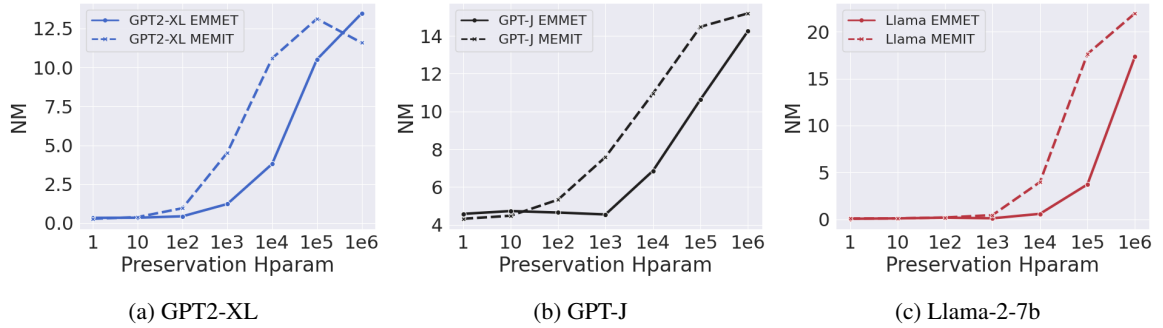 GPT2-XL EMMET
GPT2-XL MEMIT
12.5
10.0
7.5
5.0
2.5
0.0
NM
1 10 1e2 1e3 1e4 1e5 1e6
Preservation Hparam
(a) GPT2-XL
GPT-J EMMET
GPT-J MEMIT
14
12
10
8
6
4
NM
1 10 1e2 1e3 1e4 1e5 1e6
Preservation Hparam
(b) GPT-J
Llama EMMET
Llama MEMIT
20
15
10
5
0
NM
1 10 1e2 1e3 1e4 1e5 1e6
Preservation Hparam
(c) Llama-2-7b